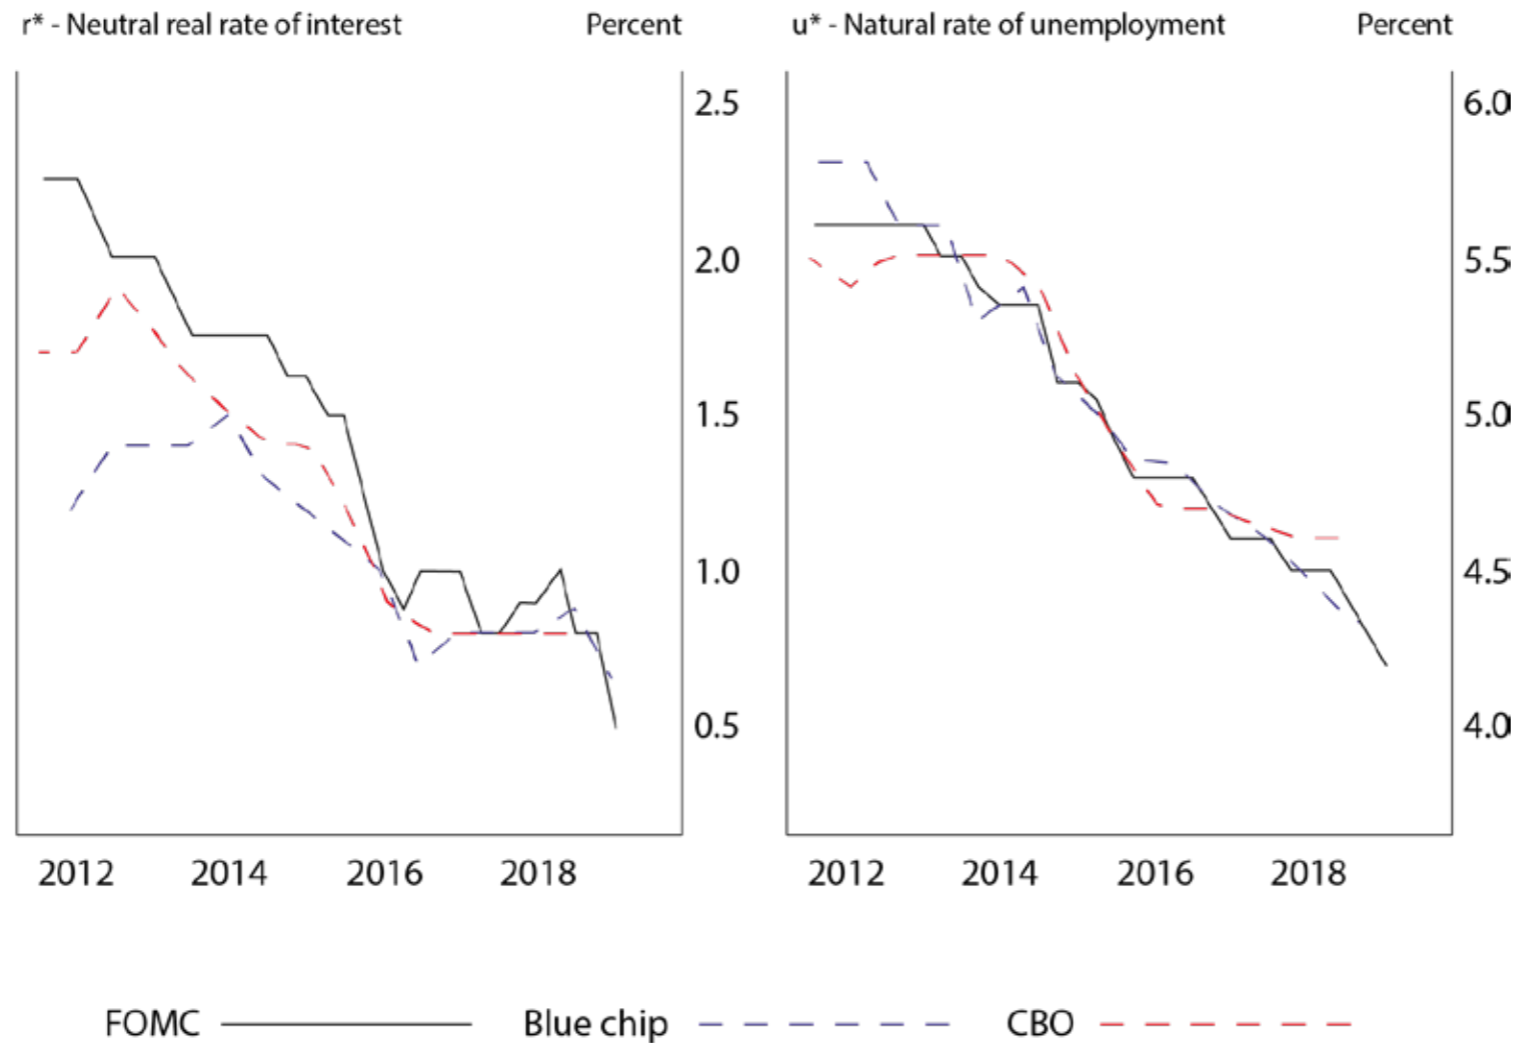 r* - Neutral real rate of interest Percent
2.5
2.0
1.5
1.0
0.5
2012 2014 2016 2018
u* - Natural rate of unemployment Percent
6.0
5.5
5.0
4.5
4.0
2012 2014 2016 2018
FOMC Blue chip CBO